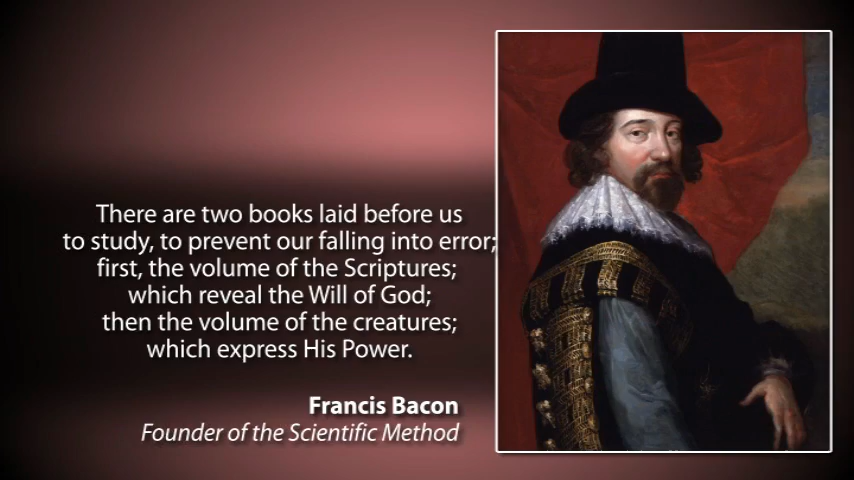 There are two books laid before us
to study, to prevent our falling into error;
first, the volume of the Scriptures;
which reveal the Will of God;
then the volume of the creatures;
which express His Power.
Francis Bacon
Founder of the Scientific Method